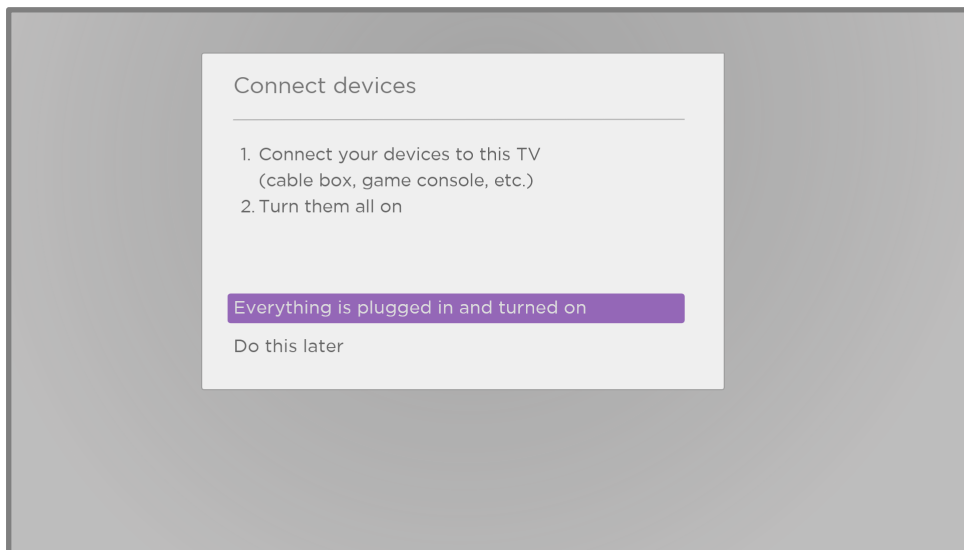 Connect devices
1. Connect your devices to this TV
(cable box, game console, etc.)
2. Turn them all on
Everything is plugged in and turned on
Do this later